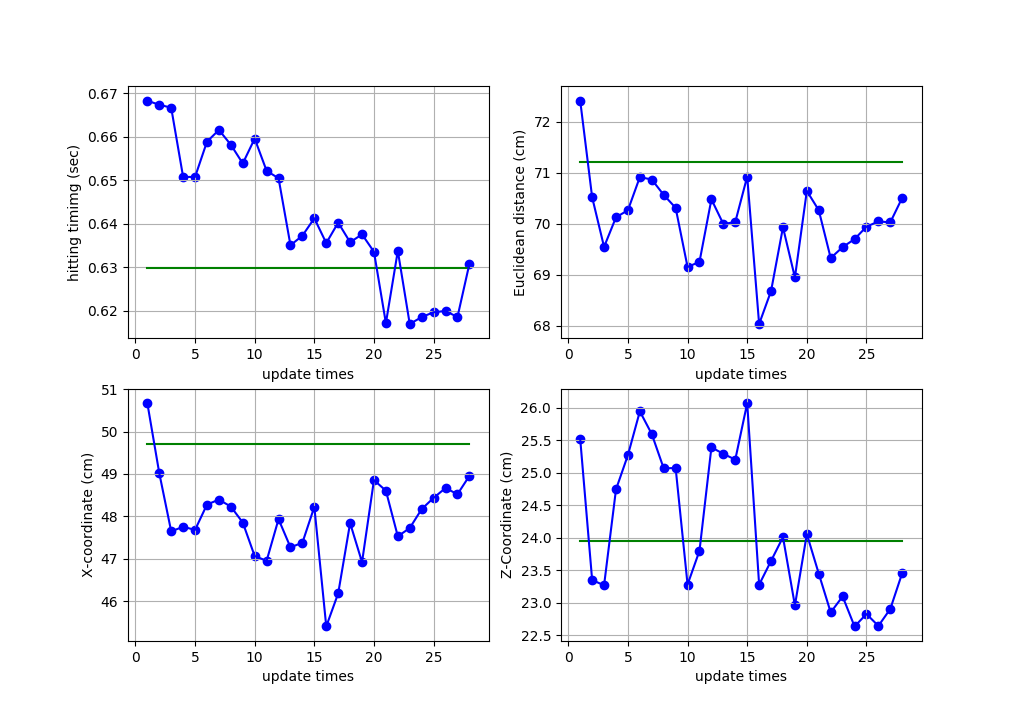 hitting timimg (sec)
0.67
0.66
0.65
0.64
0.63
0.62
0 5 10 15 20 25
update times
Euclidean distance (cm)
72
71
70
69
68
0 5 10 15 20 25
update times
X-coordinate (cm)
51
50
49
48
47
46
0 5 10 15 20 25
update times
Z-Coordinate (cm)
26.0
25.5
25.0
24.5
24.0
23.5
23.0
22.5
0 5 10 15 20 25
update times